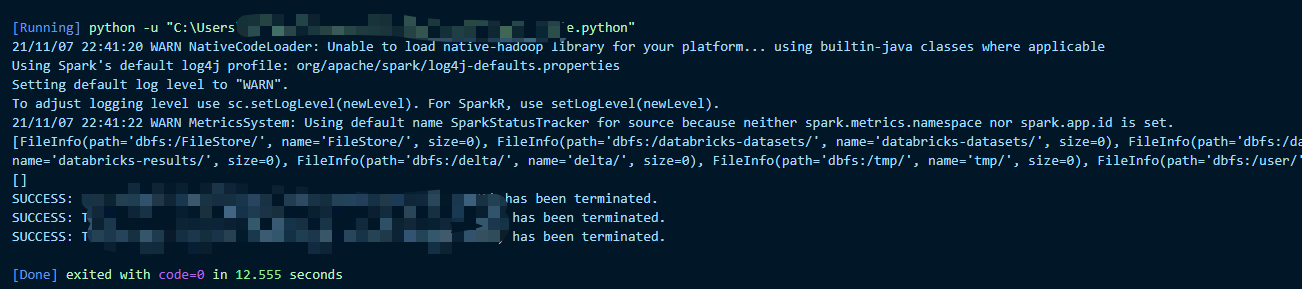 [Running] python -u "C:\Users e.python"
21/11/07 22:41:20 WARN NativeCodeLoader: Unable to load native-hadoop library for your platform... using builtin-java classes where applicable
Using Spark's default log4j profile: org/apache/spark/log4j-defaults.properties
Setting default log level to "WARN".
To adjust logging level use sc.setLogLevel(newLevel). For SparkR, use setLogLevel(newLevel).
21/11/07 22:41:22 WARN MetricsSystem: Using default name SparkStatusTracker for source because neither spark.metrics.namespace nor spark.app.id is set.
[FileInfo(path='dbfs:/FileStore/', name='FileStore/', size=0), FileInfo(path='dbfs:/databricks-datasets/', name='databricks-datasets/', size=0), FileInfo(path='dbfs:/da
name='databricks-results/', size=0), FileInfo(path='dbfs:/delta/', name='delta/', size=0), FileInfo(path='dbfs:/tmp/', name='tmp/', size=0), FileInfo(path='dbfs:/user/'
[]
SUCCESS: has been terminated.
SUCCESS: T has been terminated.
SUCCESS: T has been terminated.
[Done] exited with code=0 in 12.555 seconds